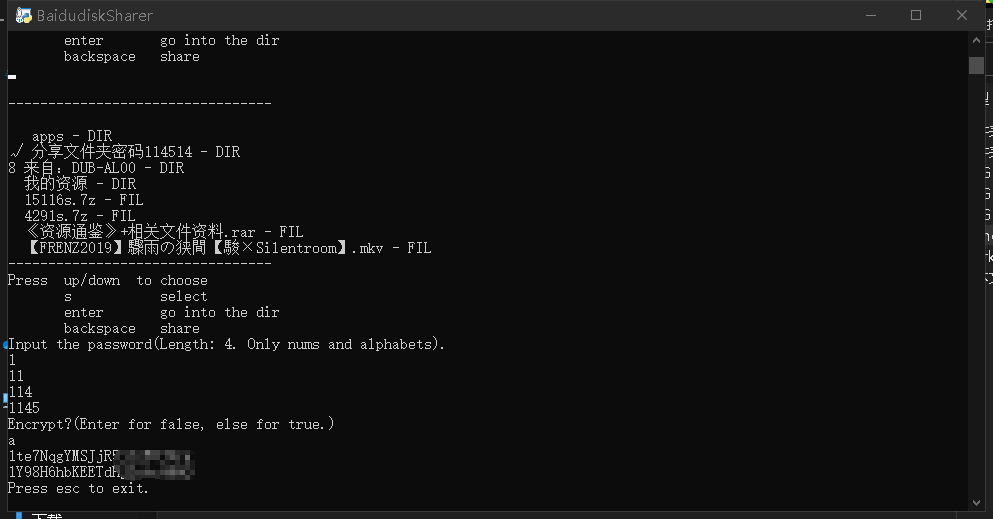 BaidudiskSharer
enter go into the dir
backspace share
---------------------------------
apps - DIR
√ 分享文件夹密码114514 - DIR
8 来自：DUB-AL00 - DIR
我的资源 - DIR
15116s.7z - FIL
4291s.7z - FIL
《资源通鉴》+相关文件资料.rar - FIL
【FRENZ2019】驟雨の狭間【駿×Silentroom】.mkv - FIL
---------------------------------
Press up/down to choose
s select
enter go into the dir
backspace share
Input the password(Length: 4. Only nums and alphabets).
1
11
114
1145
Encrypt?(Enter for false, else for true.)
a
1te7NqgYMSJjR
1Y98H6hbKEETd
Press esc to exit.
下载